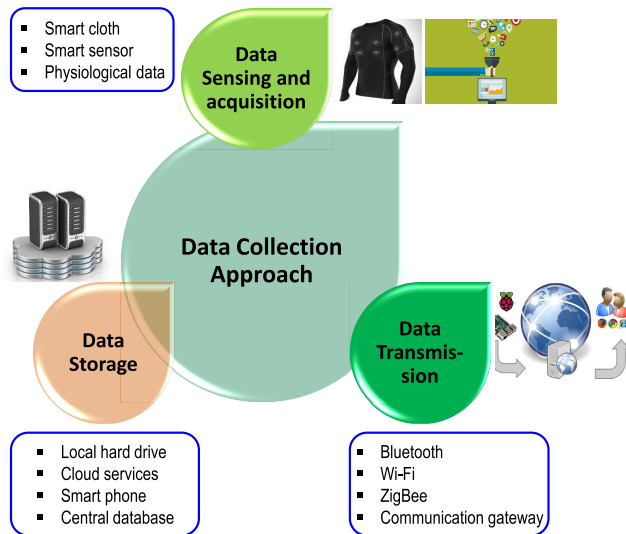 ▪ Smart cloth
▪ Smart sensor
▪ Physiological data
Data
Sensing and
acquisition
Data Collection
Approach
Data
Storage
Data
Transmis-
sion
▪ Local hard drive
▪ Cloud services
▪ Smart phone
▪ Central database
▪ Bluetooth
▪ Wi-Fi
▪ ZigBee
▪ Communication gateway